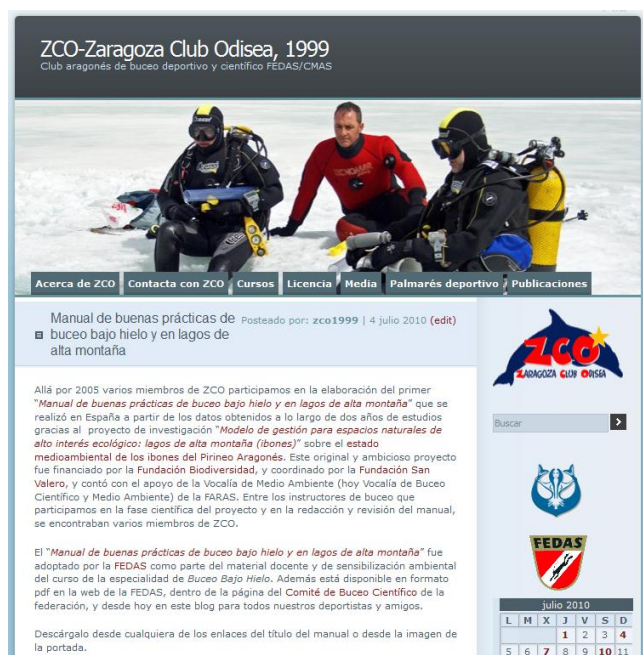 ZCO-Zaragoza Club Odisea, 1999
Club aragonés de buceo deportivo y científico FEDAS/CMAS
Acerca de ZCO Contacta con ZCO Cursos Licencia Media Palmarés deportivo Publicaciones
Manual de buenas prácticas de
buceo bajo hielo y en lagos de
alta montaña
Posteado por: zco1999 | 4 julio 2010 (edit)
Allá por 2005 varios miembros de ZCO participamos en la elaboración del primer
"Manual de buenas prácticas de buceo bajo hielo y en lagos de alta montaña" que se
realizó en España a partir de los datos obtenidos a lo largo de dos años de estudios
gracias al proyecto de investigación "Modelo de gestión para espacios naturales de
alto interés ecológico: lagos de alta montaña (ibones)" sobre el estado
medioambiental de los ibones del Pirineo Aragonés. Este original y ambicioso proyecto
fue financiado por la Fundación Biodiversidad, y coordinado por la Fundación San
Valero, y contó con el apoyo de la Vocalía de Medio Ambiente (hoy Vocalía de Buceo
Científico y Medio Ambiente) de la FARAS. Entre los instructores de buceo que
participamos en la fase científica del proyecto y en la redacción y revisión del manual,
se encontraban varios miembros de ZCO.
El "Manual de buenas prácticas de buceo bajo hielo y en lagos de alta montaña" fue
adoptado por la FEDAS como parte del material docente y de sensibilización ambiental
del curso de la especialidad de Buceo Bajo Hielo. Además está disponible en formato
pdf en la web de la FEDAS, dentro de la página del Comité de Buceo Científico de la
federación, y desde hoy en este blog para todos nuestros deportistas y amigos.
Descárgalo desde cualquiera de los enlaces del título del manual o desde la imagen de
la portada.
ZCO
ZARAGOZA CLUB ODISEA
Buscar
FEDAS
julio 2010
L M X J V S D
1 2 3 4
5 6 7 8 9 10 11